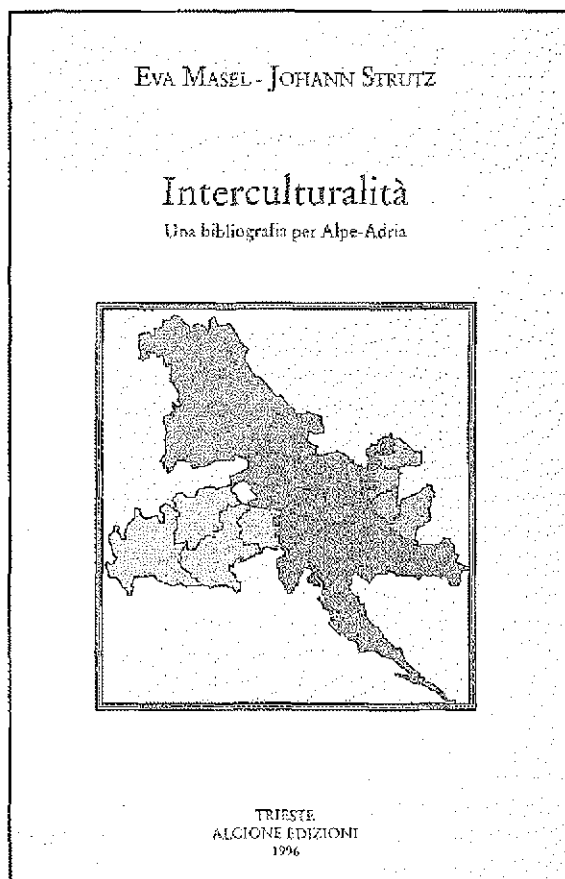 EVA MASEL - JOHANN STRUTZ
Interculturalità
Una bibliografia per Alpe-Adria
TRIESTE
ALCIONE EDIZIONI
1996